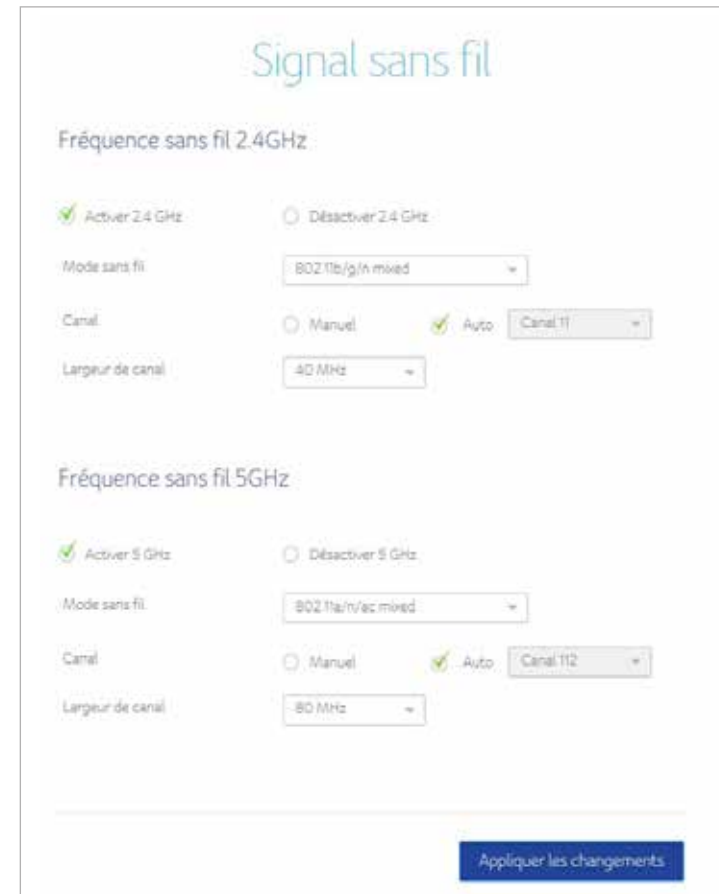 Signal sans fil
Fréquence sans fil 2.4GHz
Activer 2.4 GHz Désactiver 2.4 GHz
Mode sans fil 802.11b/g/n mixed
Canal Manuel Auto Canal 11
Largeur de canal 40 MHz
Fréquence sans fil 5GHz
Activer 5 GHz Désactiver 5 GHz
Mode sans fil 802.11a/n/ac mixed
Canal Manuel Auto Canal 112
Largeur de canal 80 MHz
Appliquer les changements